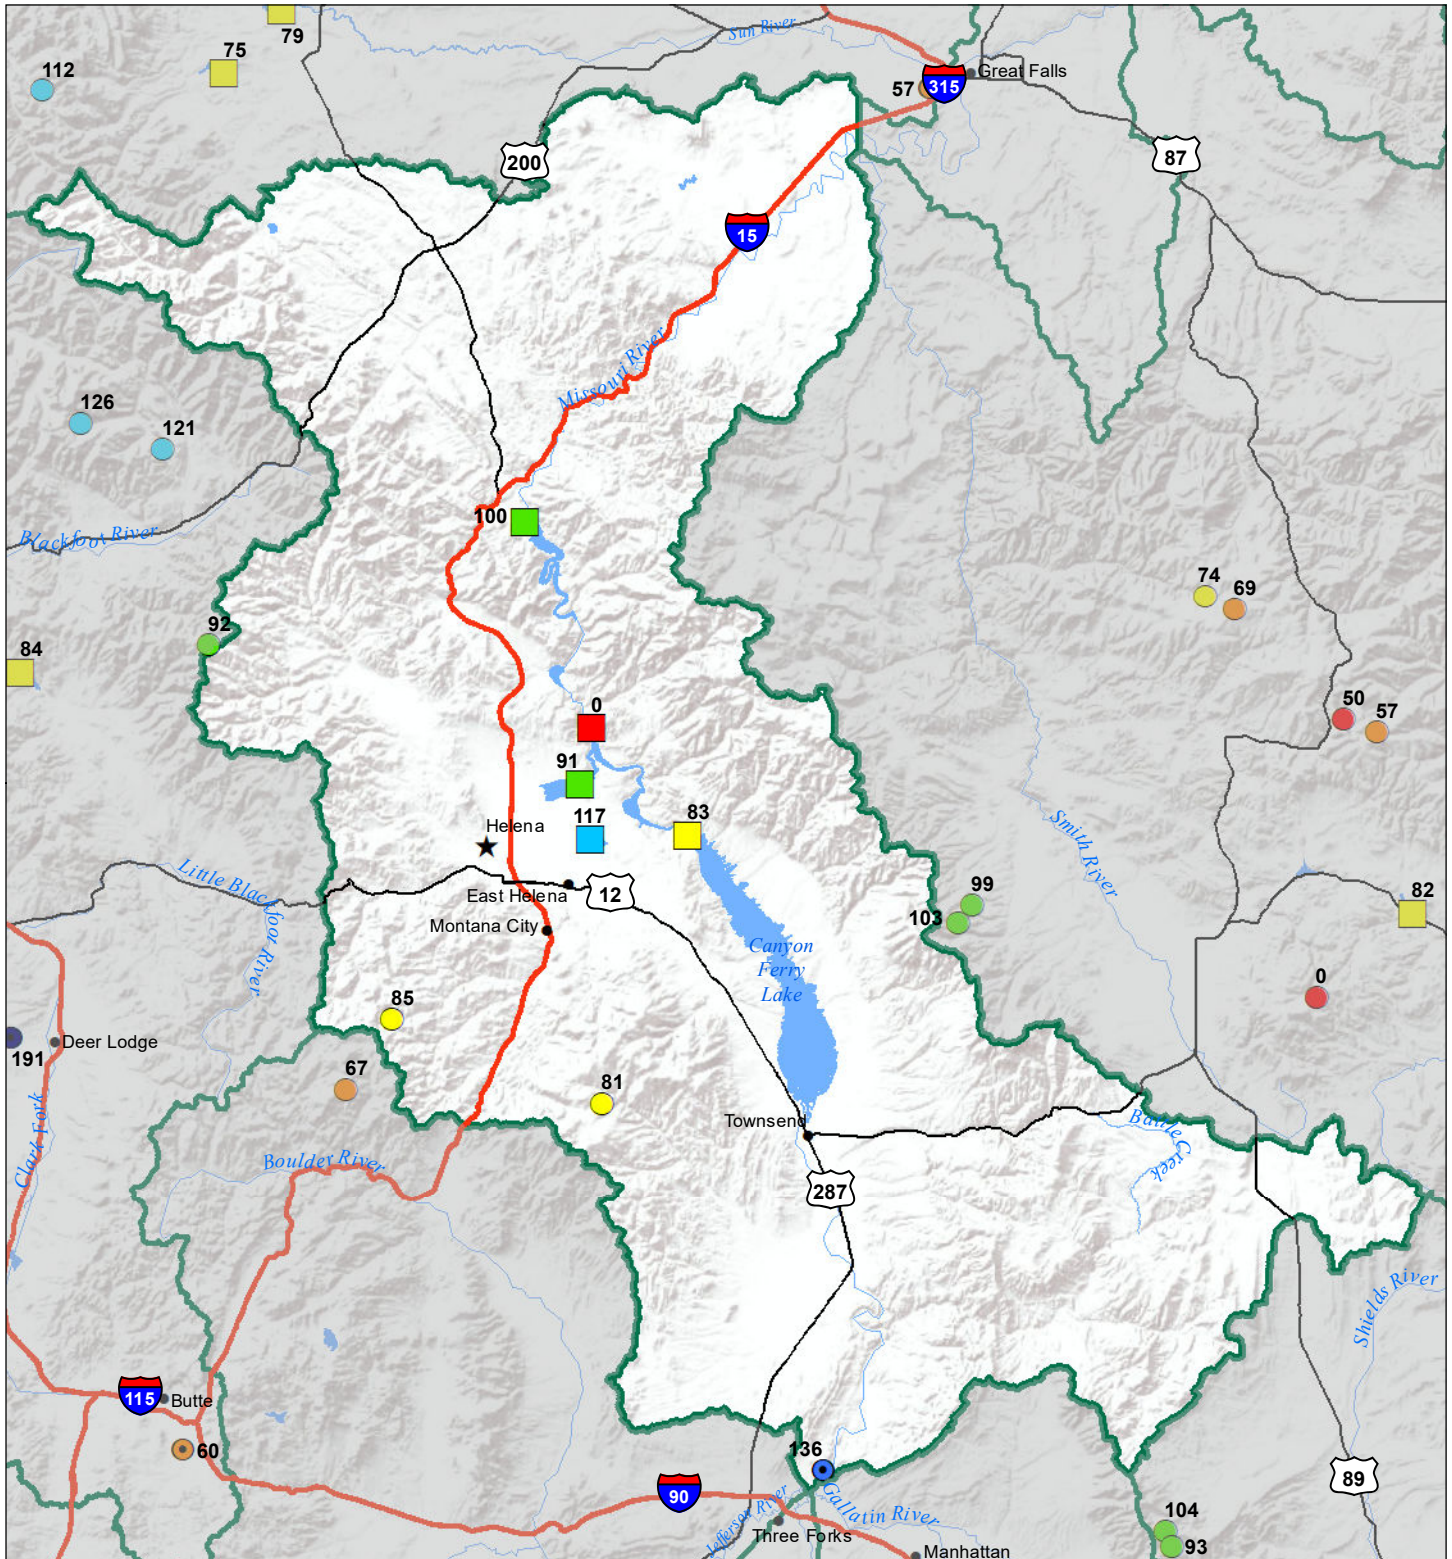 79
75
112
Sun River
57
315
Great Falls
200
87
15
Missouri River
126
121
100
Blackfoot River
74
69
92
84
50
57
0
91
117
83
Helena
Smith River
Little Blackfoot River
East Helena
12
99
103
82
Montana City
Canyon
Ferry
Lake
0
85
191
Deer Lodge
67
81
Townsend
Battle Creek
Clark Fork
Boulder River
287
Shields River
115
Butte
60
136
90
89
Jefferson River
Gallatin River
Three Forks
104
93
Manhattan